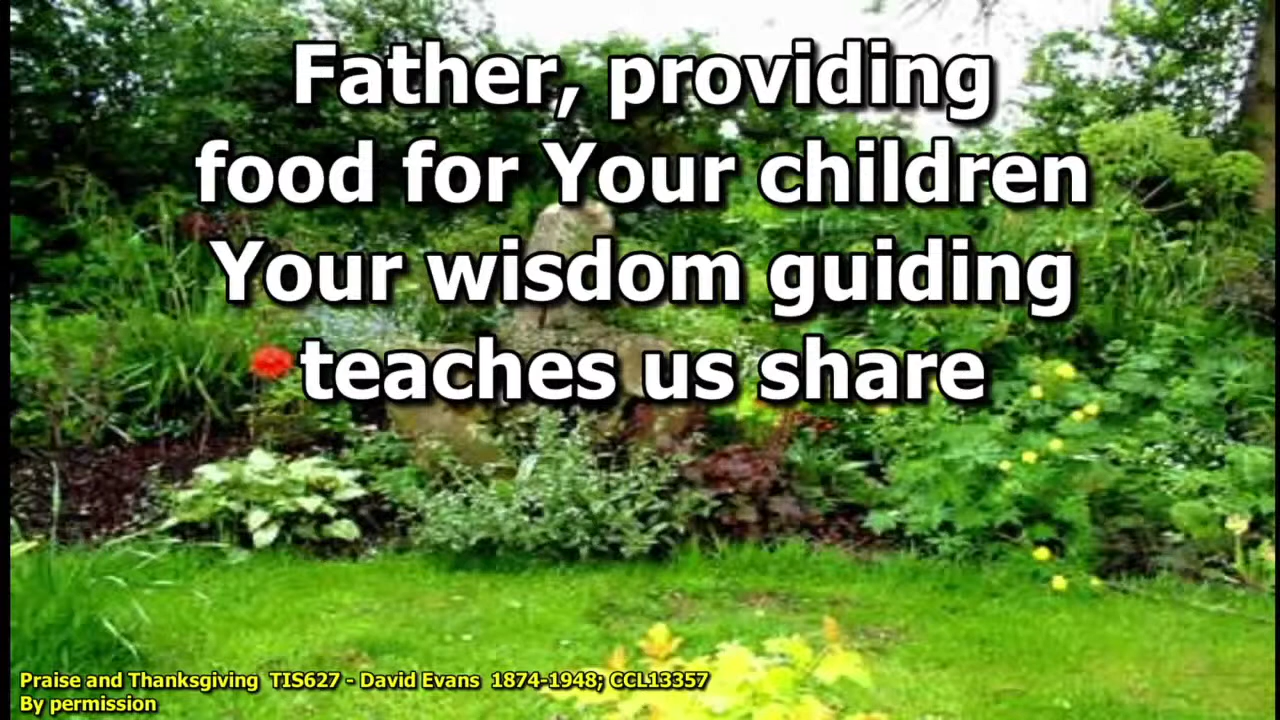 Father, providing
food for Your children
Your wisdom guiding
teaches us share
Praise and Thanksgiving  TIS627 - David Evans  1874-1948; CCL13357
By permission